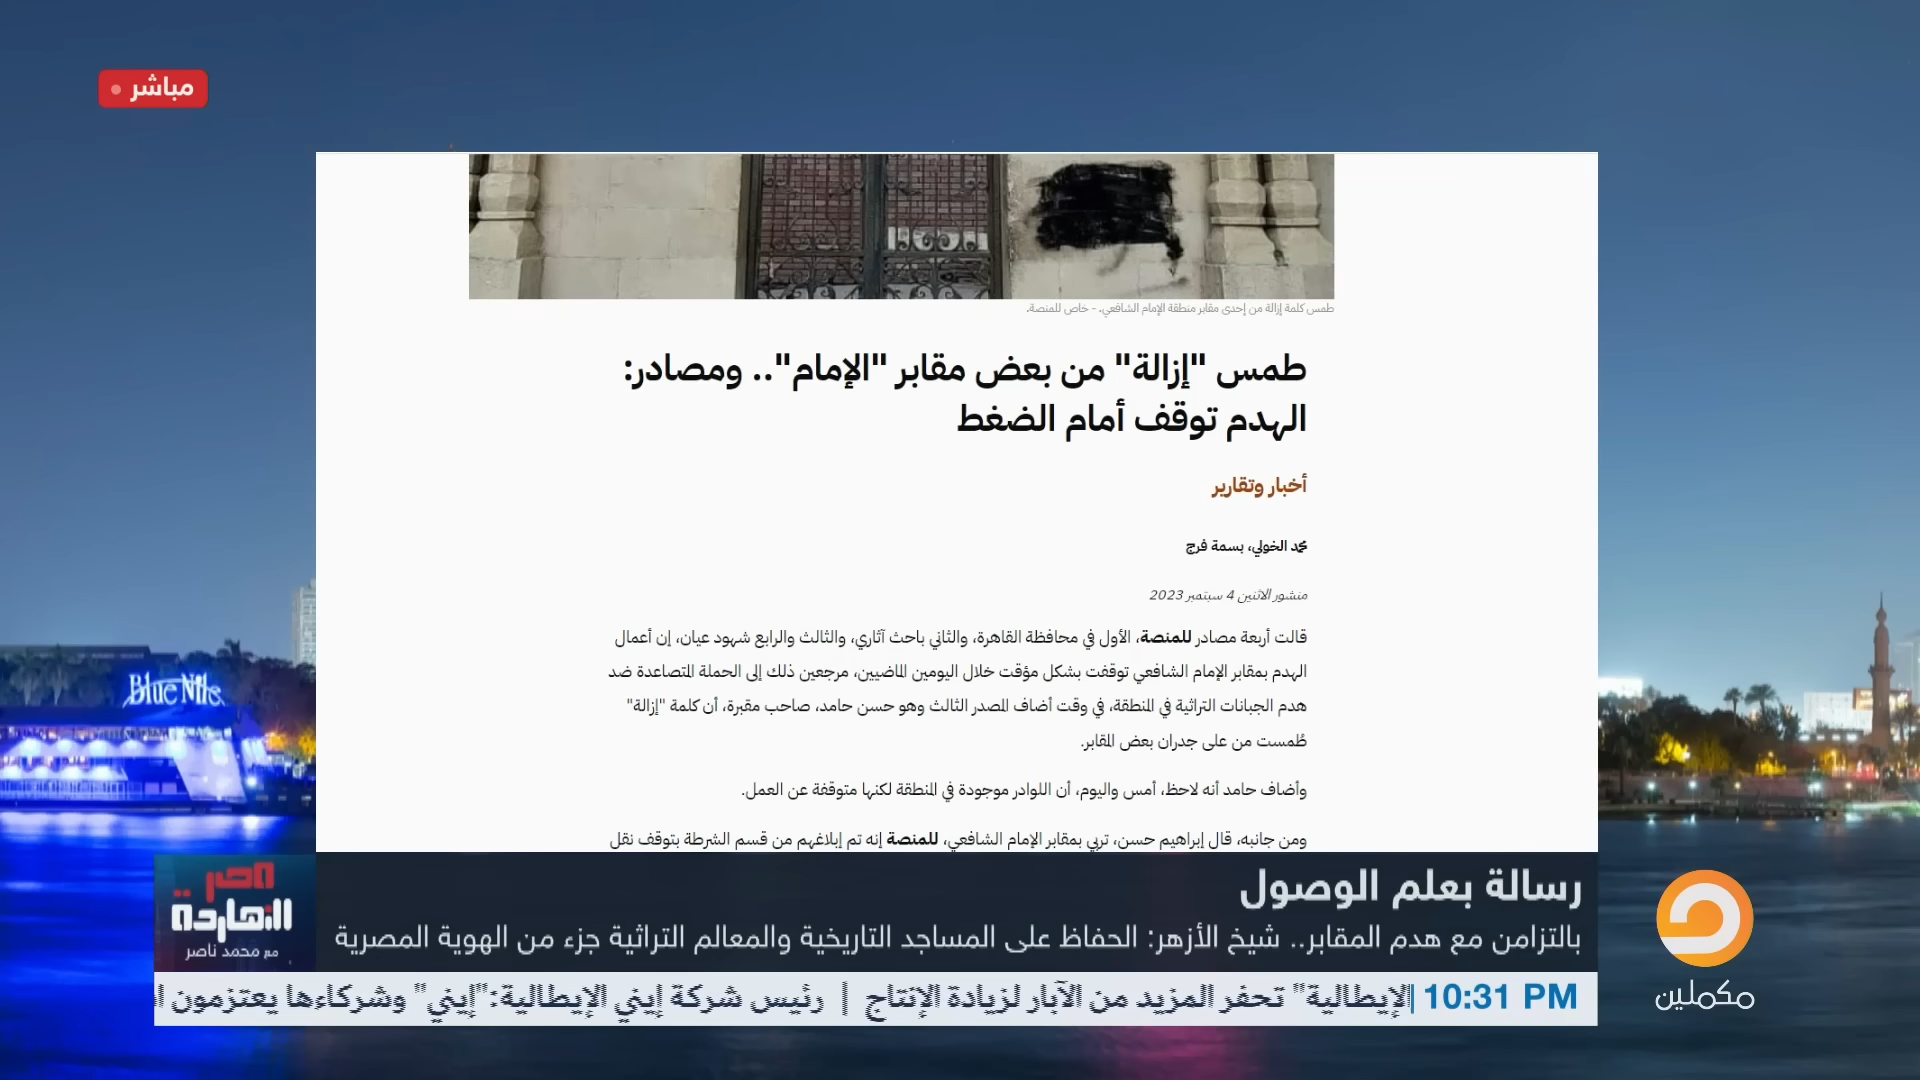 مباشر
طمس كلمة إزالة من إحدى مقابر منطقة الإمام الشافعي. - خاص للمنصة.
طمس "إزالة" من بعض مقابر "الإمام".. ومصادر:
الهدم توقف أمام الضغط
أخبار وتقارير
محمد الخولي، بسمة فرج
منشور الاثنين 4 سبتمبر 2023
قالت أربعة مصادر للمنصة، الأول في محافظة القاهرة، والثاني باحث آثاري، والثالث والرابع شهود عيان، إن أعمال
الهدم بمقابر الإمام الشافعي توقفت بشكل مؤقت خلال اليومين الماضيين، مرجعين ذلك إلى الحملة المتصاعدة ضد
هدم الجبانات التراثية في المنطقة، في وقت أضاف المصدر الثالث وهو حسن حامد، صاحب مقبرة، أن كلمة "إزالة"
طُمست من على جدران بعض المقابر.
وأضاف حامد أنه لاحظ، أمس واليوم، أن اللوادر موجودة في المنطقة لكنها متوقفة عن العمل.
ومن جانبه، قال إبراهيم حسن، تربي بمقابر الإمام الشافعي، للمنصة إنه تم إبلاغهم من قسم الشرطة بتوقف نقل
Blue Nile
رسالة بعلم الوصول
بالتزامن مع هدم المقابر.. شيخ الأزهر: الحفاظ على المساجد التاريخية والمعالم التراثية جزء من الهوية المصرية
مصر
النهاردة
مع محمد ناصر
10:31 PM
الإيطالية" تحفر المزيد من الآبار لزيادة الإنتاج | رئيس شركة إيني الإيطالية:"إيني" وشركاءها يعتزمون
مكملين